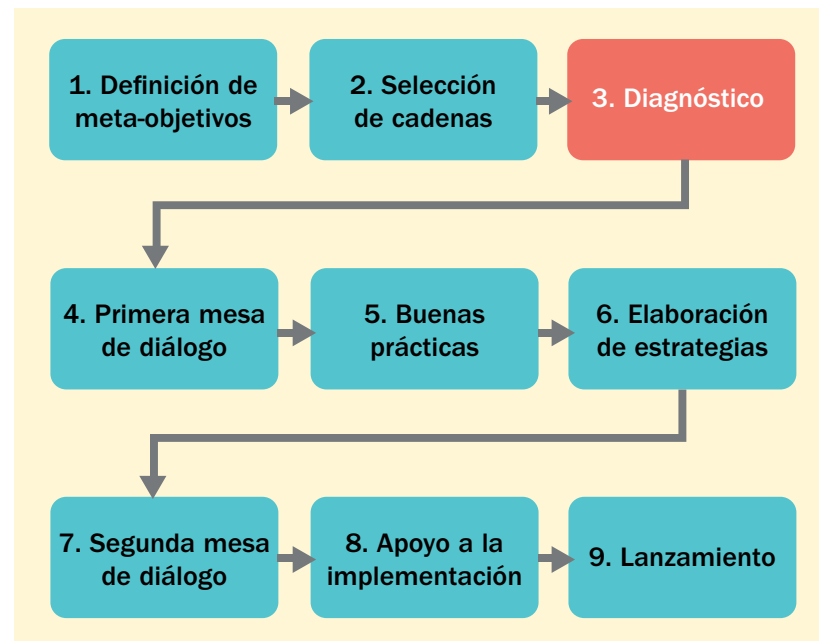 1. Definición de
meta-objetivos
2. Selección
de cadenas
3. Diagnóstico
4. Primera mesa
de diálogo
5. Buenas
prácticas
6. Elaboración
de estrategias
7. Segunda mesa
de diálogo
8. Apoyo a la
implementación
9. Lanzamiento